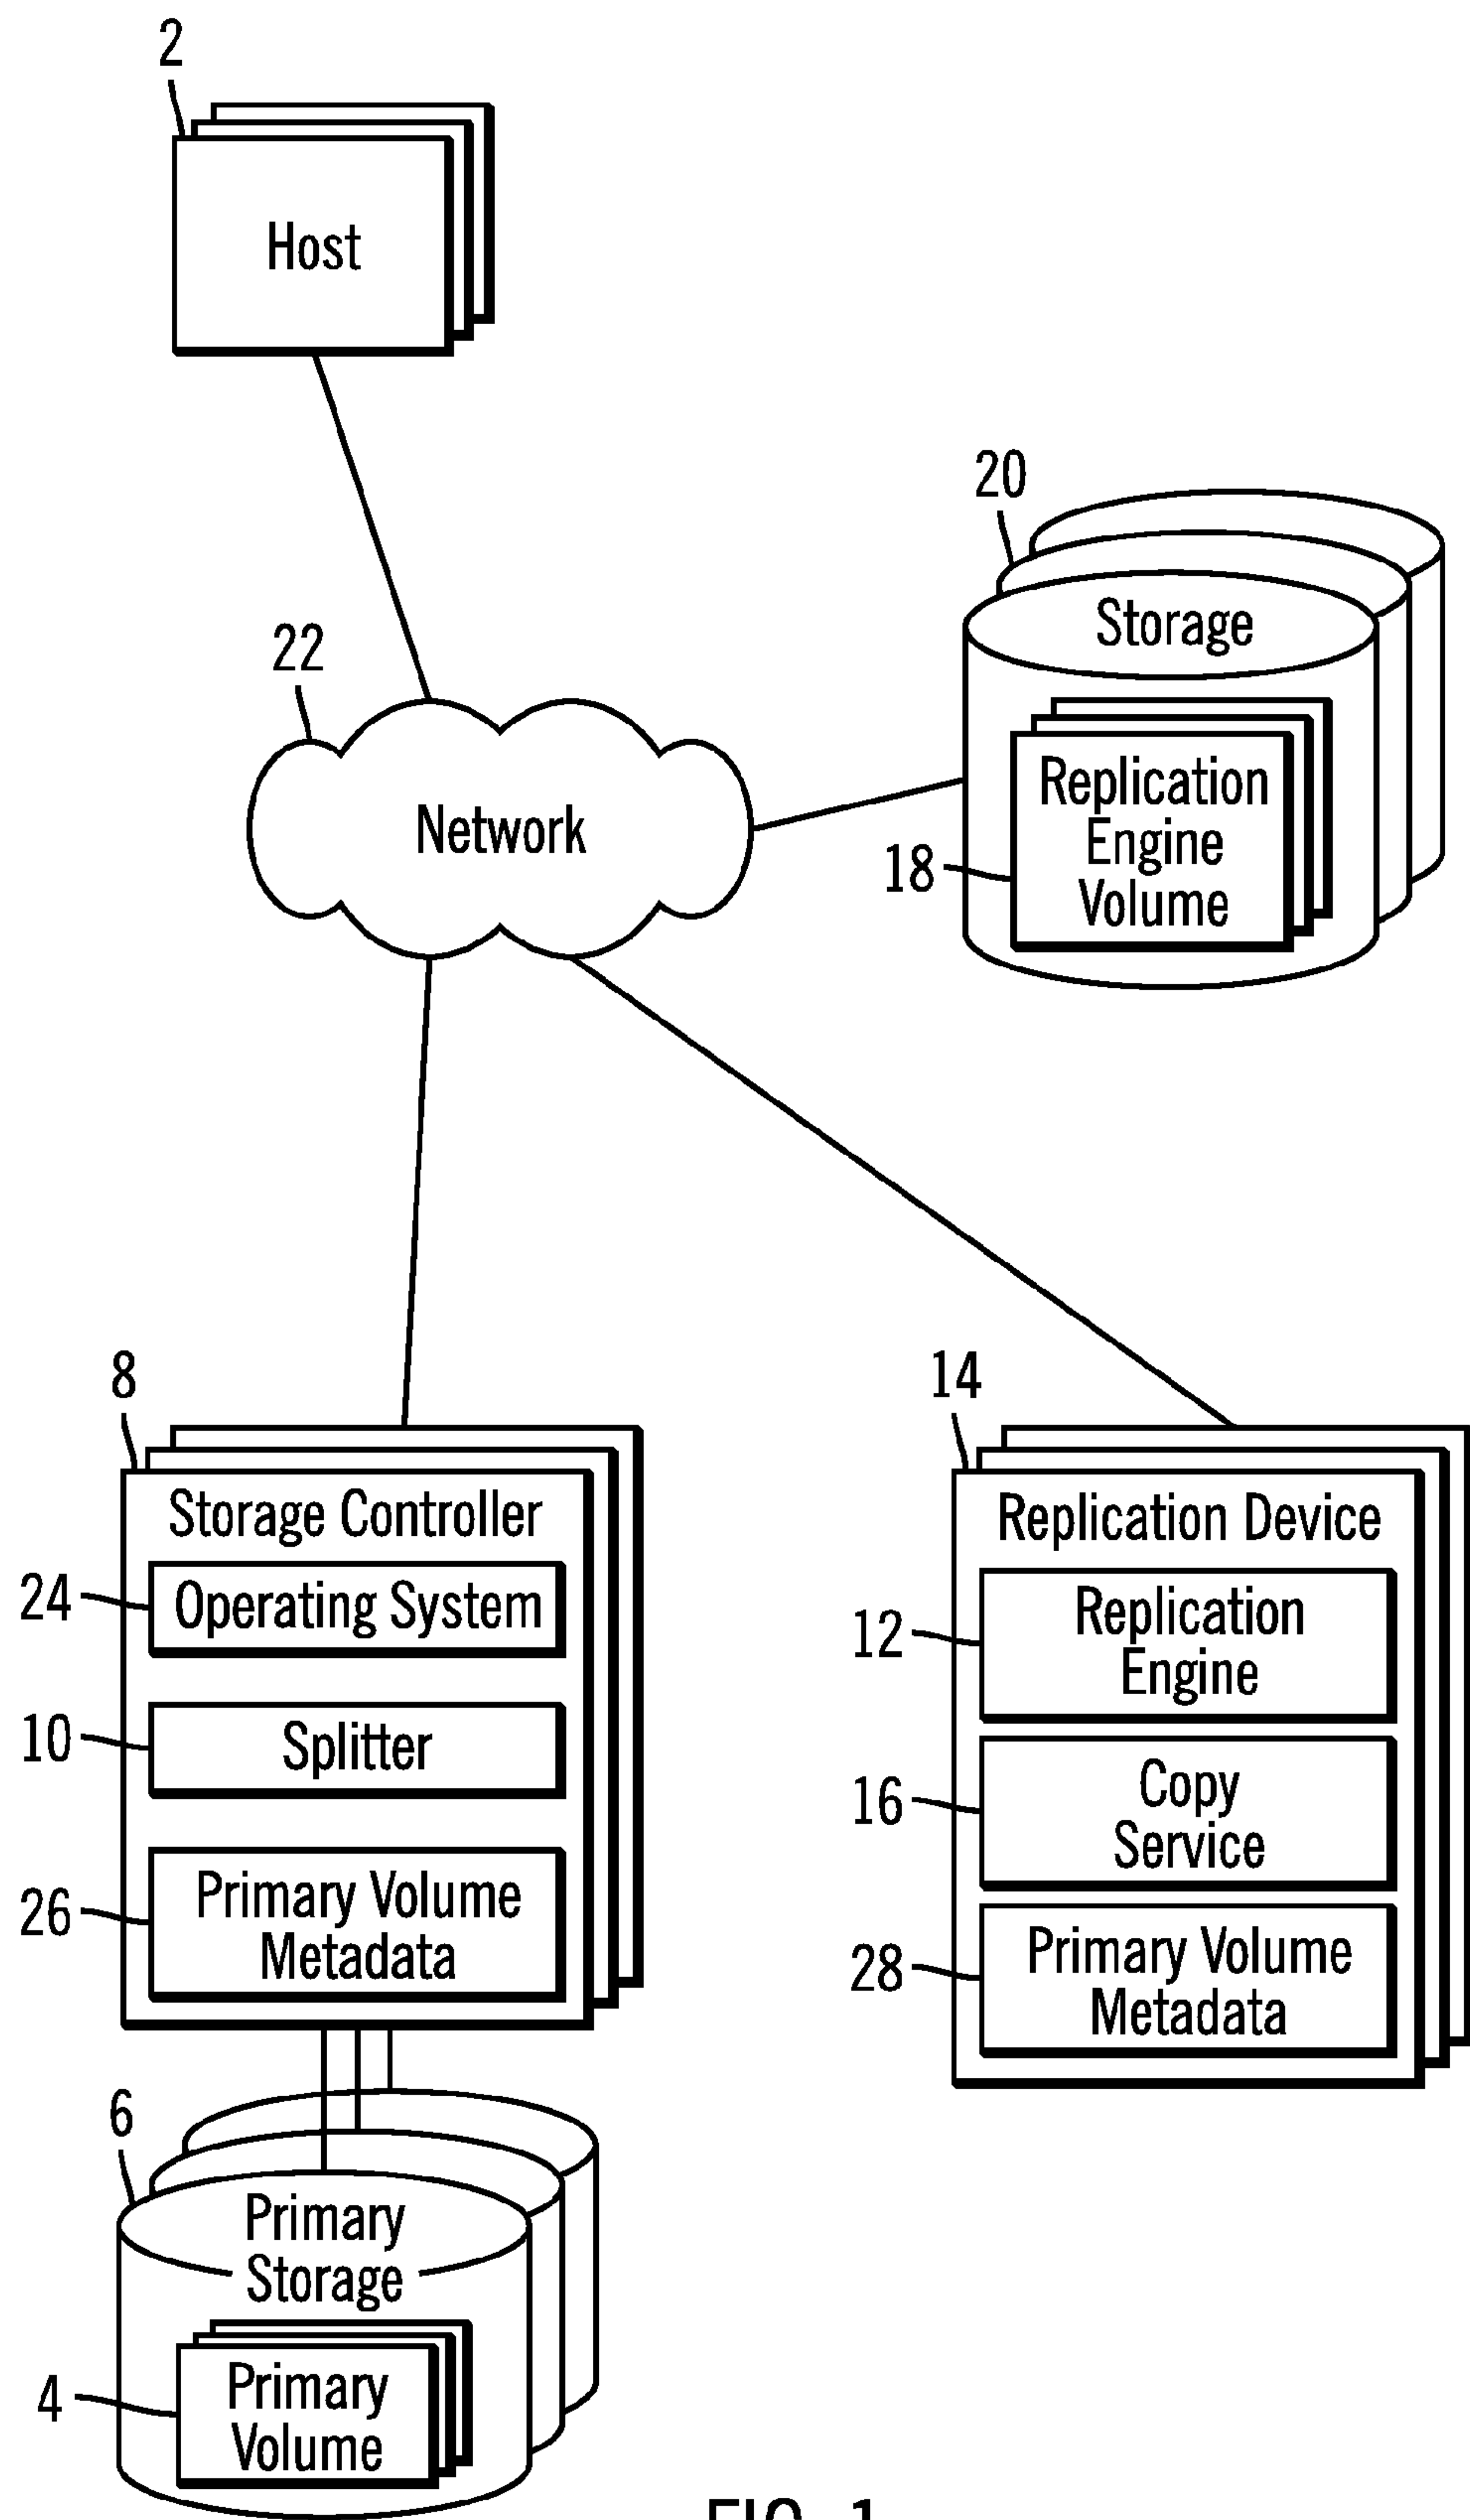 2
Host
20
Storage
22
Network
Replication
Engine
Volume
18
8
Storage Controller
24
Operating System
10
Splitter
26
Primary Volume
Metadata
14
Replication Device
12
Replication
Engine
16
Copy
Service
28
Primary Volume
Metadata
6
Primary
Storage
4
Primary
Volume
FIG. 1